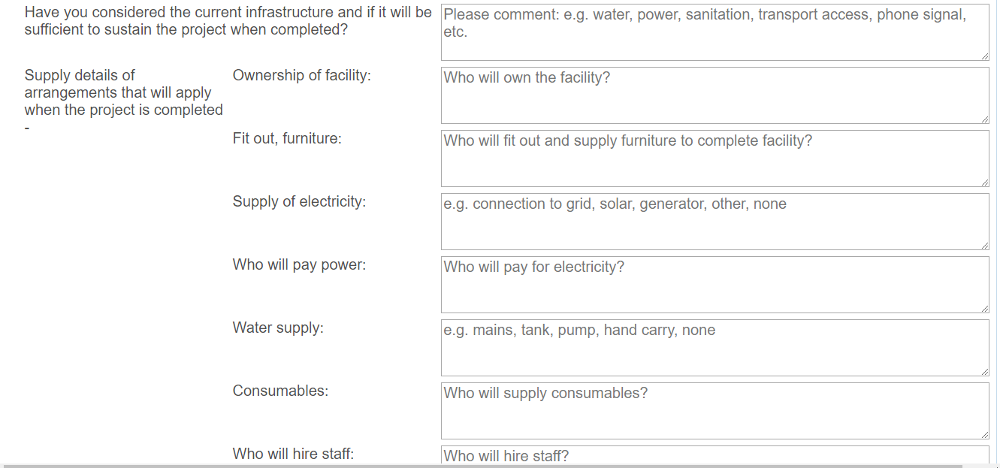 Have you considered the current infrastructure and if it will be
sufficient to sustain the project when completed?
Please comment: e.g. water, power, sanitation, transport access, phone signal,
etc.
Supply details of
arrangements that will apply
when the project is completed
-
Ownership of facility:
Who will own the facility?
Fit out, furniture:
Who will fit out and supply furniture to complete facility?
Supply of electricity:
e.g. connection to grid, solar, generator, other, none
Who will pay power:
Who will pay for electricity?
Water supply:
e.g. mains, tank, pump, hand carry, none
Consumables:
Who will supply consumables?
Who will hire staff:
Who will hire staff?